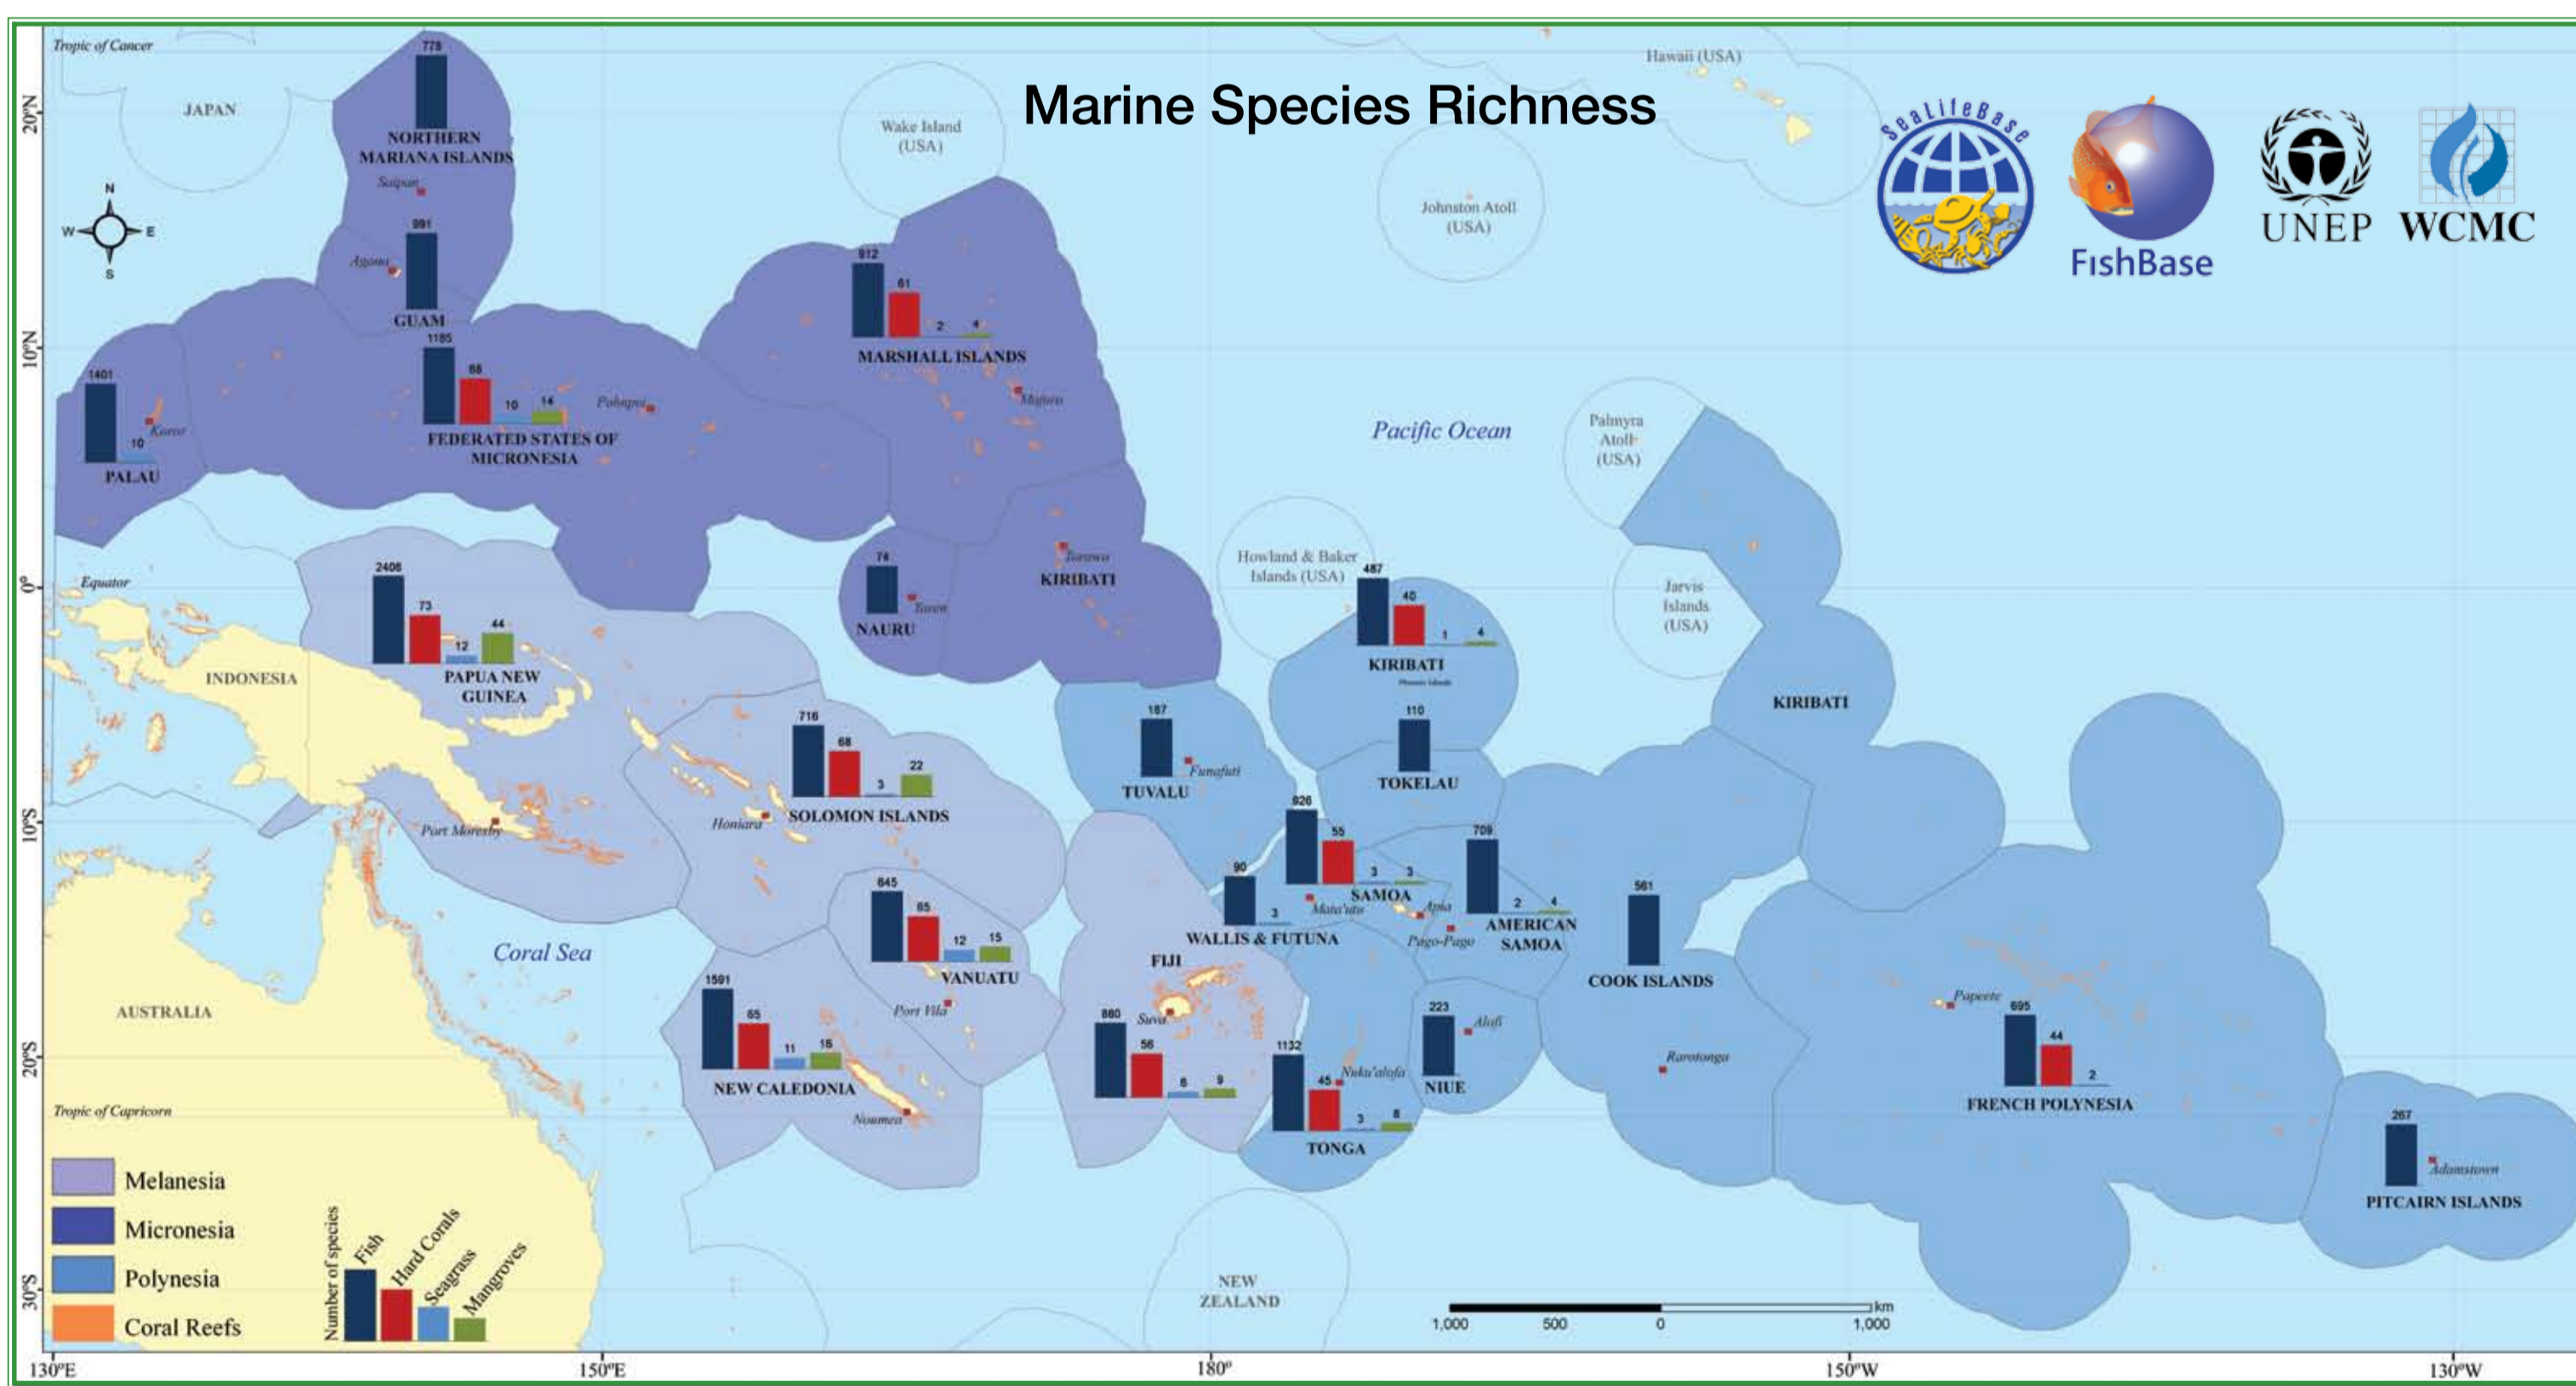 Marine Species Richness
Tropic of Cancer
JAPAN
778
NORTHERN
MARIANA ISLANDS
Saipan
Wake Island
(USA)
Hawaii (USA)
Johnston Atoll
(USA)
SeaLifeBase
FishBase
UNEP
WCMC
N
W
E
S
20°N
991
Agana
GUAM
912
61
2
4
MARSHALL ISLANDS
Majuro
10°N
1185
68
10
14
Pohnpei
FEDERATED STATES OF
MICRONESIA
1401
10
Koror
PALAU
Pacific Ocean
Palmyra
Atoll
(USA)
Howland & Baker
Islands (USA)
Jarvis
Islands
(USA)
Equator
0°
2406
73
12
44
PAPUA NEW
GUINEA
INDONESIA
74
Yaren
NAURU
Tarawa
KIRIBATI
487
40
1
4
KIRIBATI
Phoenix Islands
KIRIBATI
716
68
3
22
SOLOMON ISLANDS
Honiara
187
Funafuti
TUVALU
110
TOKELAU
10°S
Port Moresby
926
55
3
3
SAMOA
Apia
90
3
Mata'utu
WALLIS & FUTUNA
709
2
4
Pago-Pago
AMERICAN
SAMOA
561
COOK ISLANDS
Rarotonga
645
65
12
15
VANUATU
Port Vila
Coral Sea
AUSTRALIA
1591
65
11
16
NEW CALEDONIA
Noumea
FIJI
Suva
860
56
6
9
1132
45
3
8
Nuku'alofa
TONGA
223
Alofi
NIUE
Papeete
695
44
2
FRENCH POLYNESIA
267
Adamstown
PITCAIRN ISLANDS
20°S
Tropic of Capricorn
Melanesia
Micronesia
Polynesia
Coral Reefs
Number of species
Fish
Hard Corals
Seagrass
Mangroves
NEW
ZEALAND
km
1,000
500
0
1,000
30°S
130°E
150°E
180°
150°W
130°W